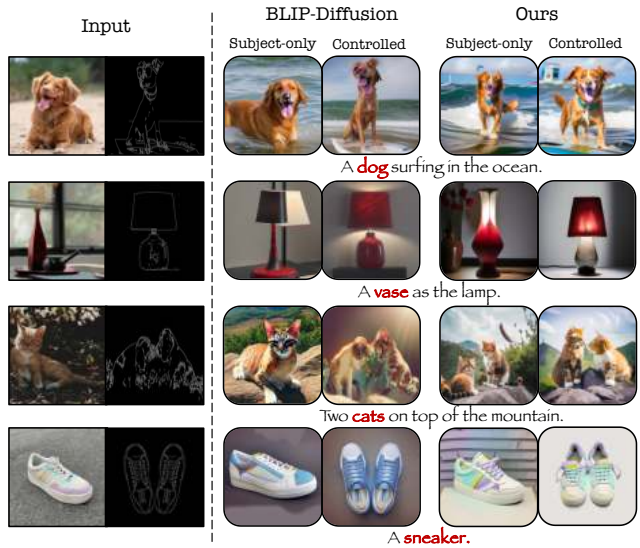 Input
BLIP-Diffusion
Ours
Subject-only Controlled
Subject-only Controlled
A dog surfing in the ocean.
A vase as the lamp.
Two cats on top of the mountain.
A sneaker.